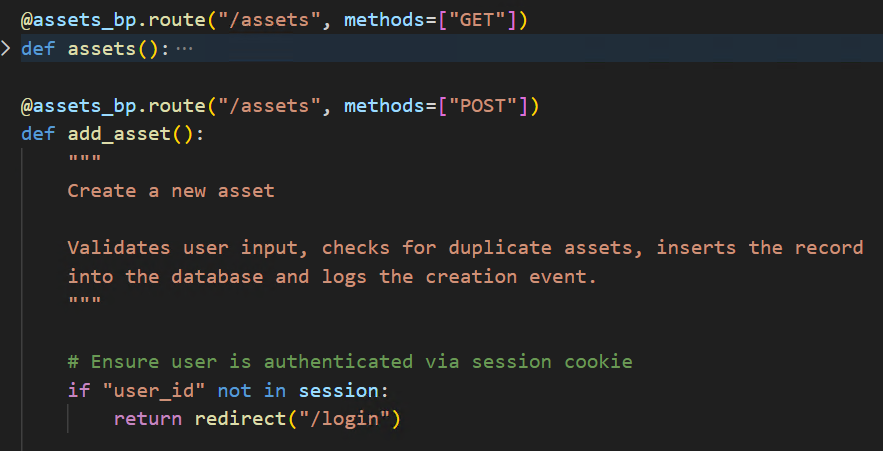 @assets_bp.route("/assets", methods=["GET"])
def assets():···
@assets_bp.route("/assets", methods=["POST"])
def add_asset():
"""
Create a new asset
Validates user input, checks for duplicate assets, inserts the record
into the database and logs the creation event.
"""
# Ensure user is authenticated via session cookie
if "user_id" not in session:
return redirect("/login")